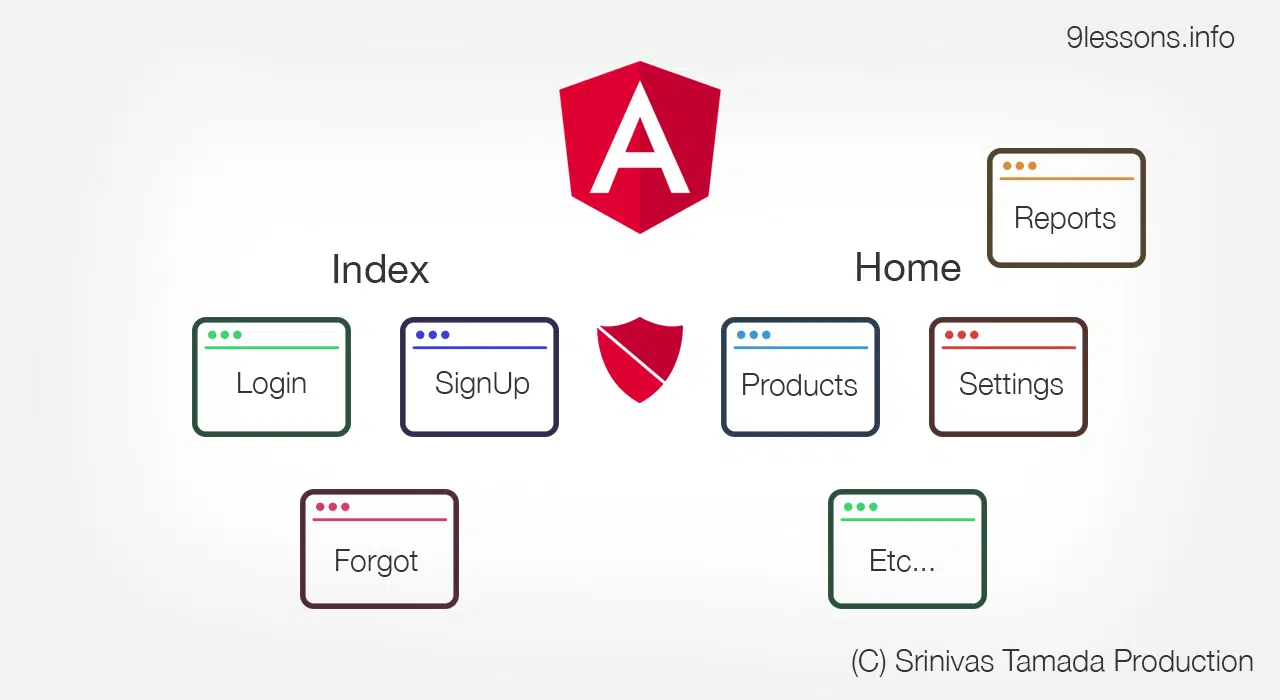 9lessons.info
A
Reports
Index
Home
Login
SignUp
Products
Settings
Forgot
Etc...
(C) Srinivas Tamada Production